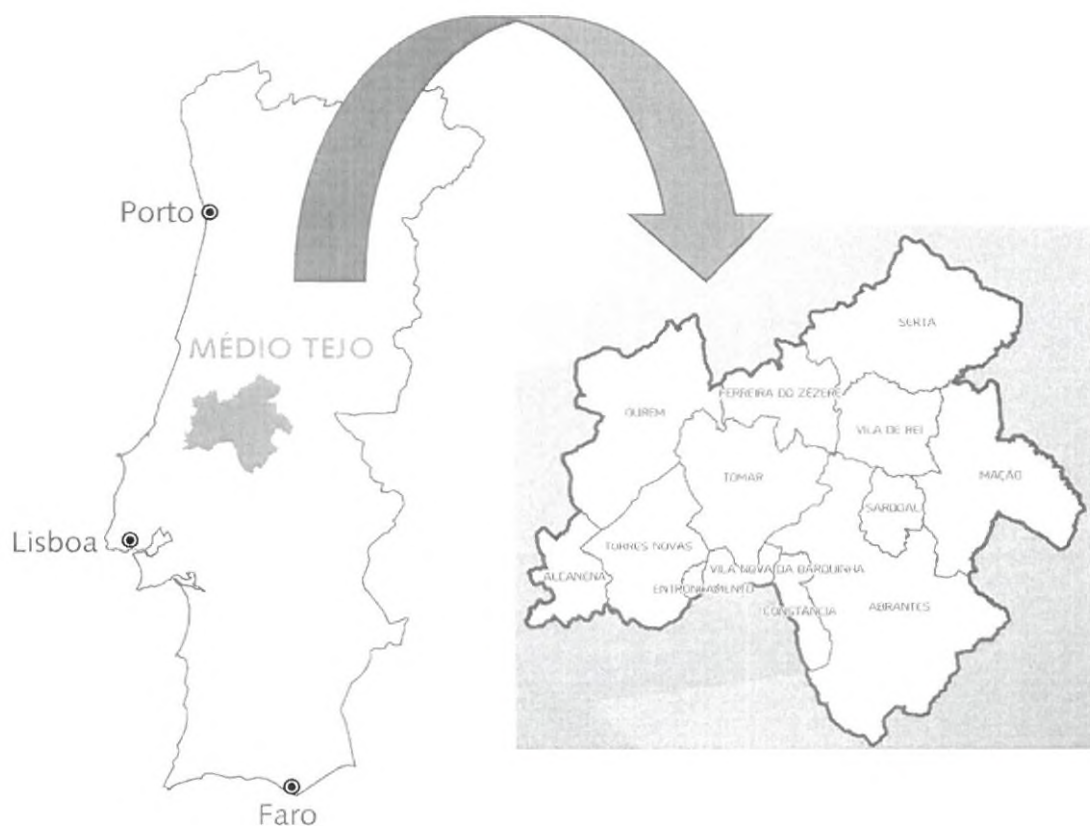 Porto
MÉDIO TEJO
Lisboa
Faro
SERTÃ
FERREIRA DO ZÊZERE
OURÉM
VILA DE REI
TOMAR
MAÇÃO
SARDOAL
TORRES NOVAS
ALCANENA
VILA NOVA DA BARQUINHA
ENTRONCAMENTO
CONSTÂNCIA
ABRANTES